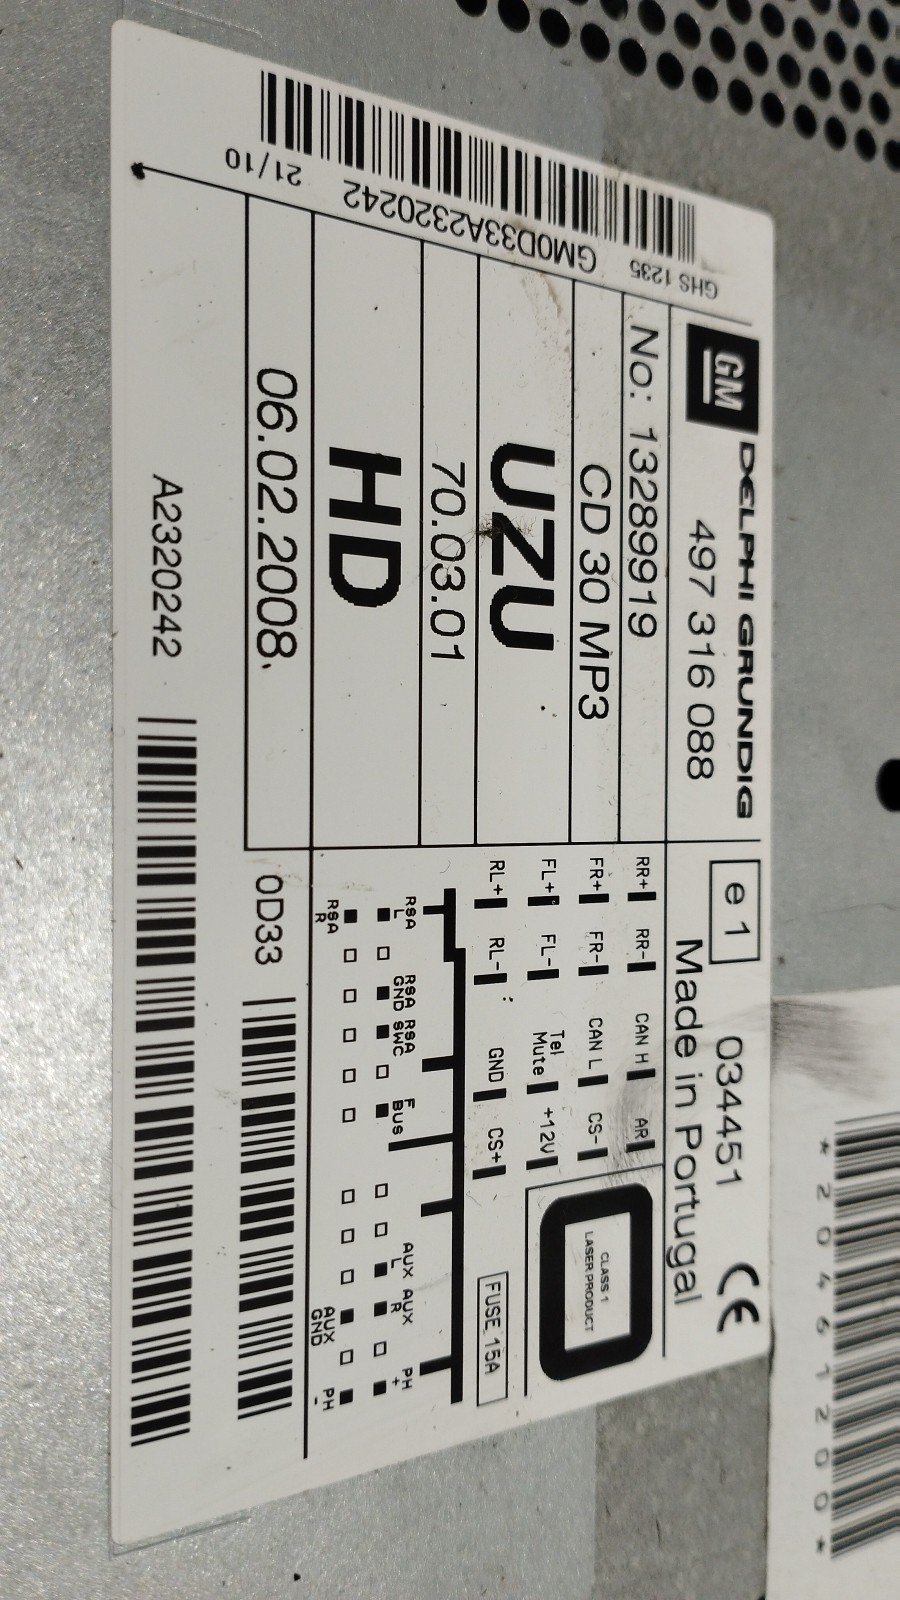 GHS 1235
GM0D33A2320242
21/10
GM
DELPHI GRUNDIG
497 316 088
No: 13289919
CD 30 MP3
UZU
70.03.01
HD
06.02.2008
A2320242
0D33
e 1
034451
CE
Made in Portugal
RR+ RR- CAN H AR
FR+ FR- CAN L CS-
FL+ FL- Tel Mute +12V
RL+ RL- GND CS+
CLASS 1
LASER PRODUCT
FUSE 15A
RSA L
RSA GND
RSA SWC
F BUS
AUX L
AUX R
PH +
RSA R
AUX GND
PH -
*20461200*